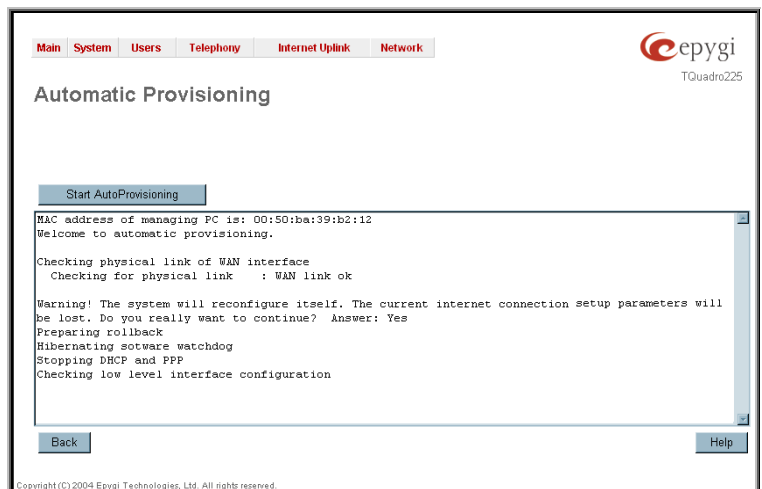 Main System Users Telephony Internet Uplink Network
epygi
TQuadro225
Automatic Provisioning
Start AutoProvisioning
MAC address of managing PC is: 00:50:ba:39:b2:12
Welcome to automatic provisioning.
Checking physical link of WAN interface
Checking for physical link : WAN link ok
Warning! The system will reconfigure itself. The current internet connection setup parameters will
be lost. Do you really want to continue? Answer: Yes
Preparing rollback
Hibernating sotware watchdog
Stopping DHCP and PPP
Checking low level interface configuration
Back
Help
Copyright (C) 2004 Epygi Technologies, Ltd. All rights reserved.